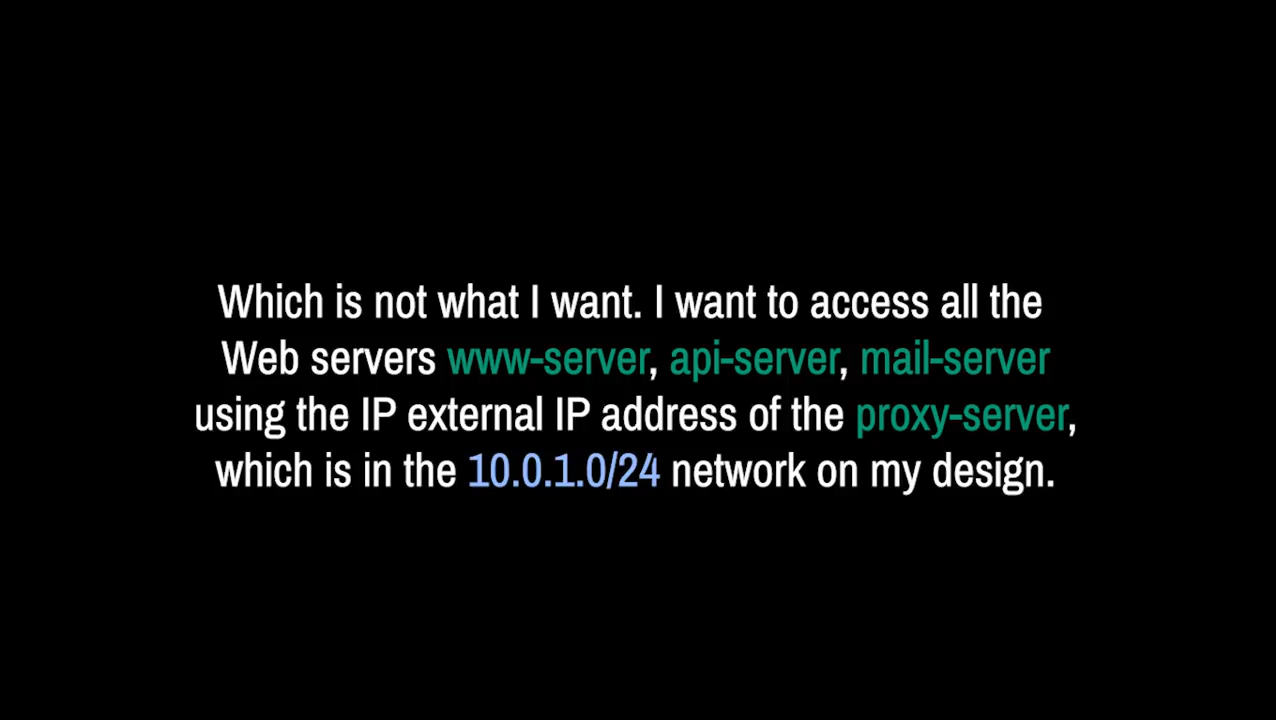 Which is not what I want. I want to access all the
Web servers www-server, api-server, mail-server
using the IP external IP address of the proxy-server,
which is in the 10.0.1.0/24 network on my design.